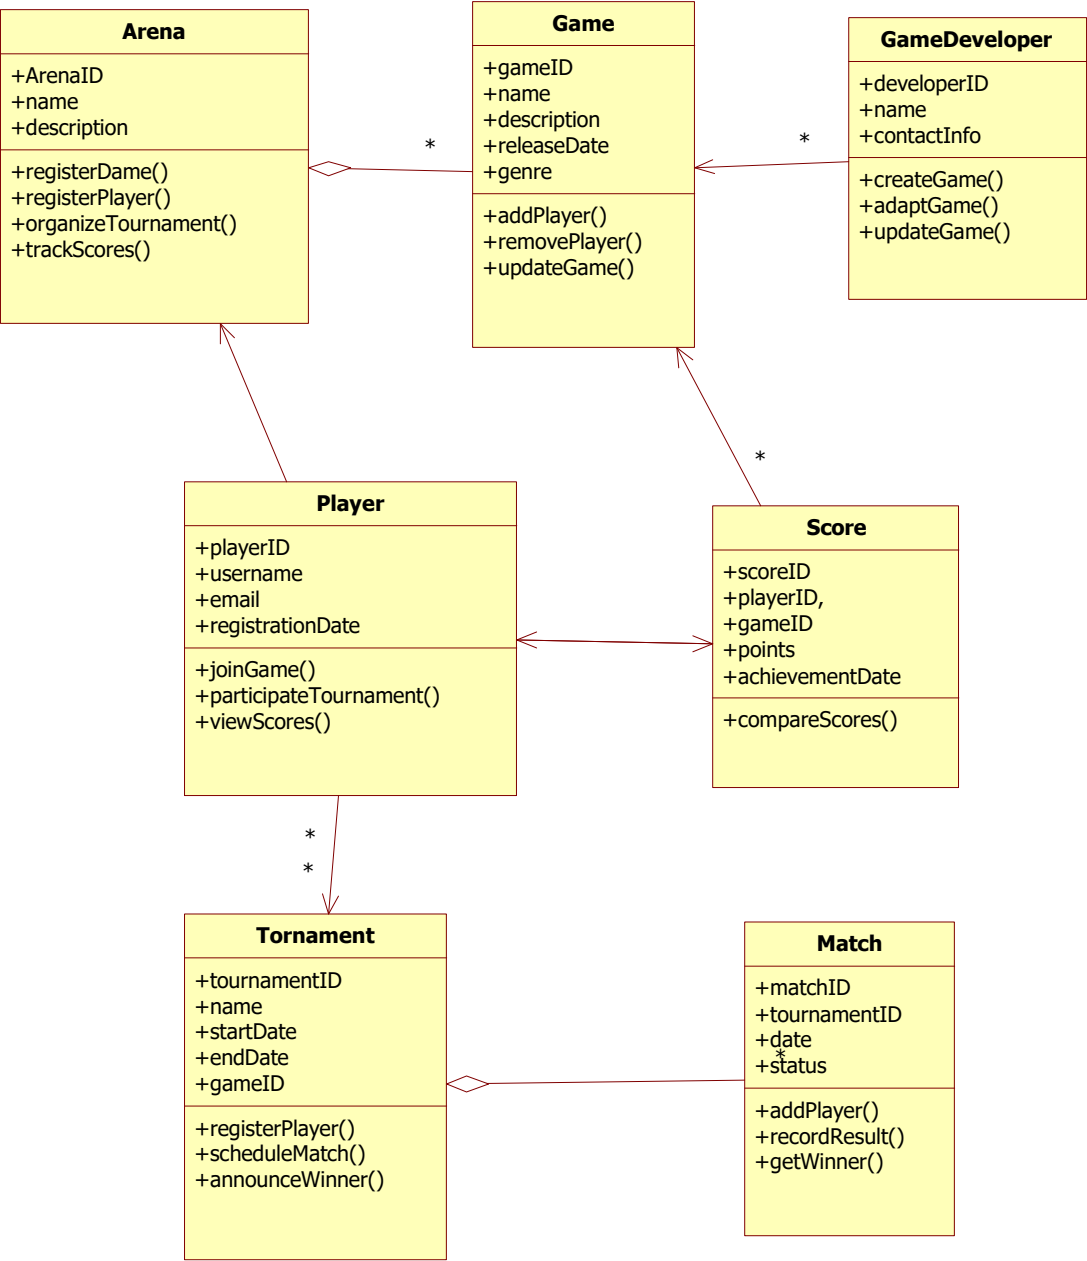 Arena
+ArenaID
+name
+description
+registerDame()
+registerPlayer()
+organizeTournament()
+trackScores()
*
Game
+gameID
+name
+description
+releaseDate
+genre
+addPlayer()
+removePlayer()
+updateGame()
*
GameDeveloper
+developerID
+name
+contactInfo
+createGame()
+adaptGame()
+updateGame()
*
Player
+playerID
+username
+email
+registrationDate
+joinGame()
+participateTournament()
+viewScores()
Score
+scoreID
+playerID,
+gameID
+points
+achievementDate
+compareScores()
*
*
Tornament
+tournamentID
+name
+startDate
+endDate
+gameID
+registerPlayer()
+scheduleMatch()
+announceWinner()
Match
+matchID
+tournamentID
+date
*
+status
+addPlayer()
+recordResult()
+getWinner()